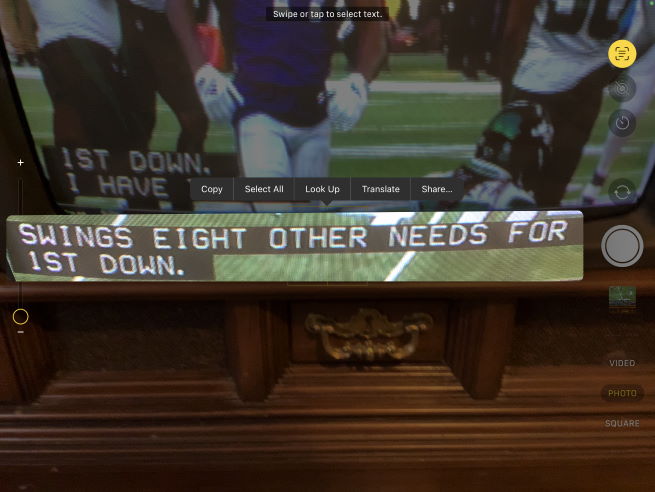 Swipe or tap to select text.
1ST DOWN.
I HAVE
Copy Select All Look Up Translate Share...
SWINGS EIGHT OTHER NEEDS FOR
1ST DOWN.
VIDEO
PHOTO
SQUARE